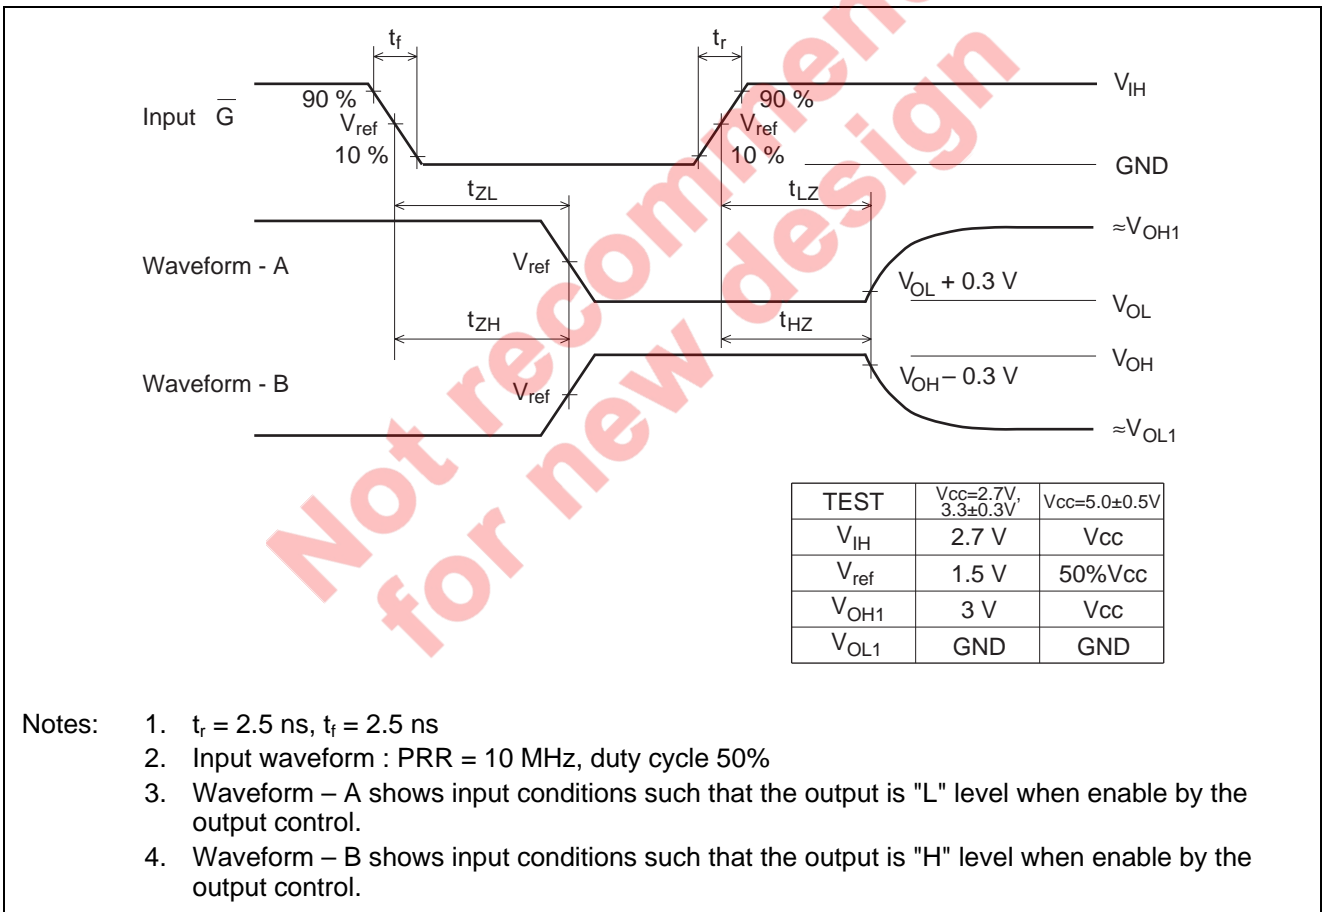 Not recommend
for new design
tf
tr
Input G̅
90 %
Vref
10 %
90 %
Vref
10 %
VIH
GND
tZL
tLZ
Waveform - A
Vref
VOL + 0.3 V
≈VOH1
VOL
tZH
tHZ
Waveform - B
Vref
VOH – 0.3 V
VOH
≈VOL1
TEST Vcc=2.7V, 3.3±0.3V Vcc=5.0±0.5V
VIH 2.7 V Vcc
Vref 1.5 V 50%Vcc
VOH1 3 V Vcc
VOL1 GND GND
Notes: 1. tr = 2.5 ns, tf = 2.5 ns
2. Input waveform : PRR = 10 MHz, duty cycle 50%
3. Waveform – A shows input conditions such that the output is "L" level when enable by the
output control.
4. Waveform – B shows input conditions such that the output is "H" level when enable by the
output control.